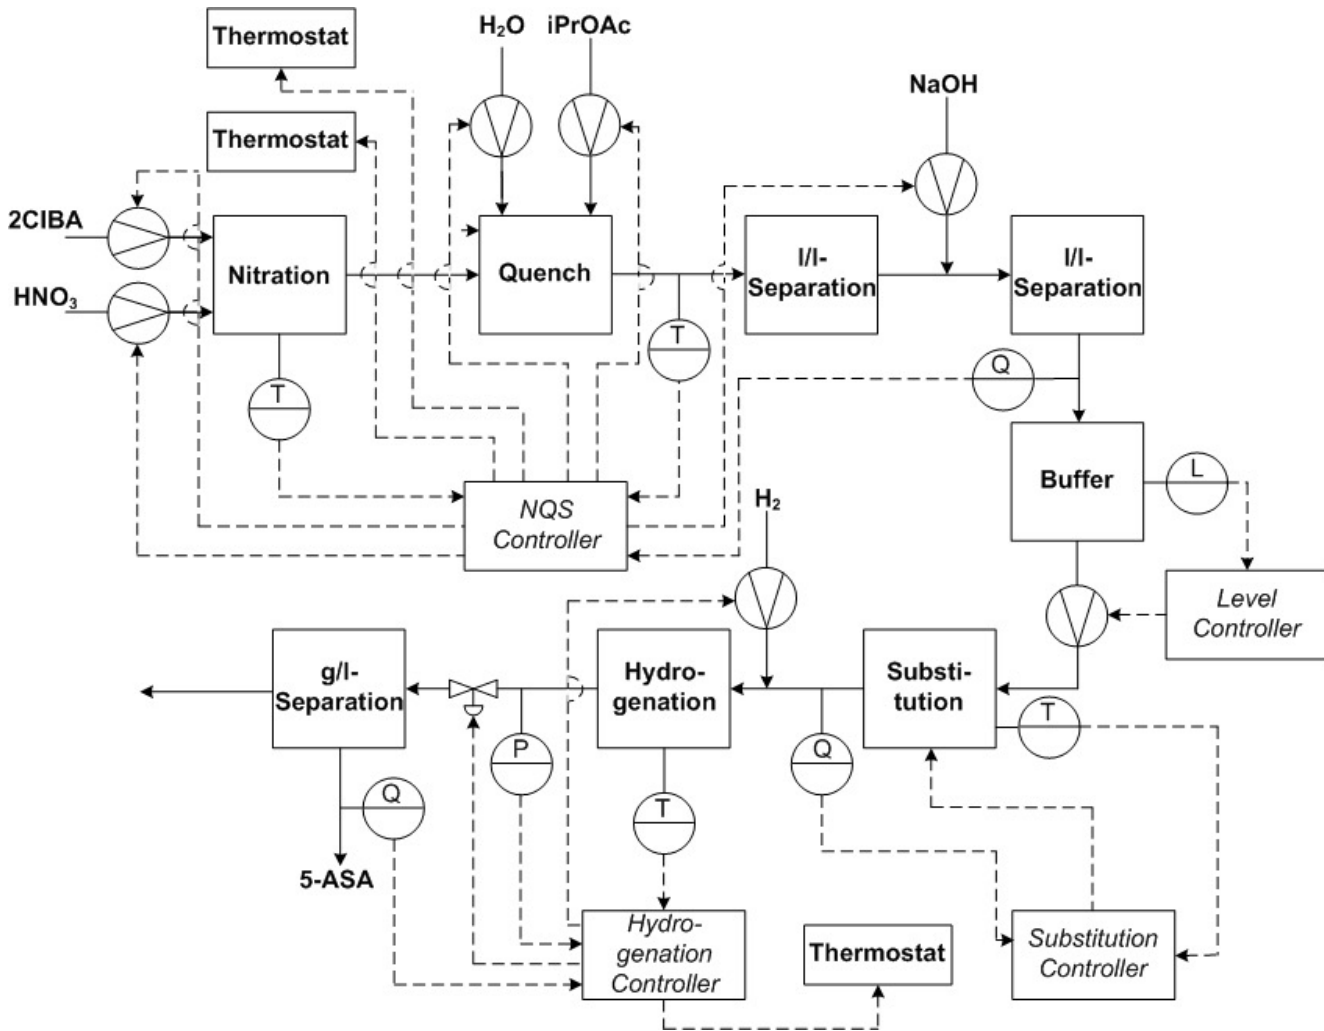 Thermostat
H₂O
iPrOAc
NaOH
Thermostat
2ClBA
HNO₃
Nitration
Quench
l/l-
Separation
l/l-
Separation
T
T
Q
Buffer
L
NQS
Controller
H₂
Level
Controller
g/l-
Separation
Hydro-
genation
Substi-
tution
T
P
Q
Q
T
5-ASA
Hydro-
genation
Controller
Thermostat
Substitution
Controller